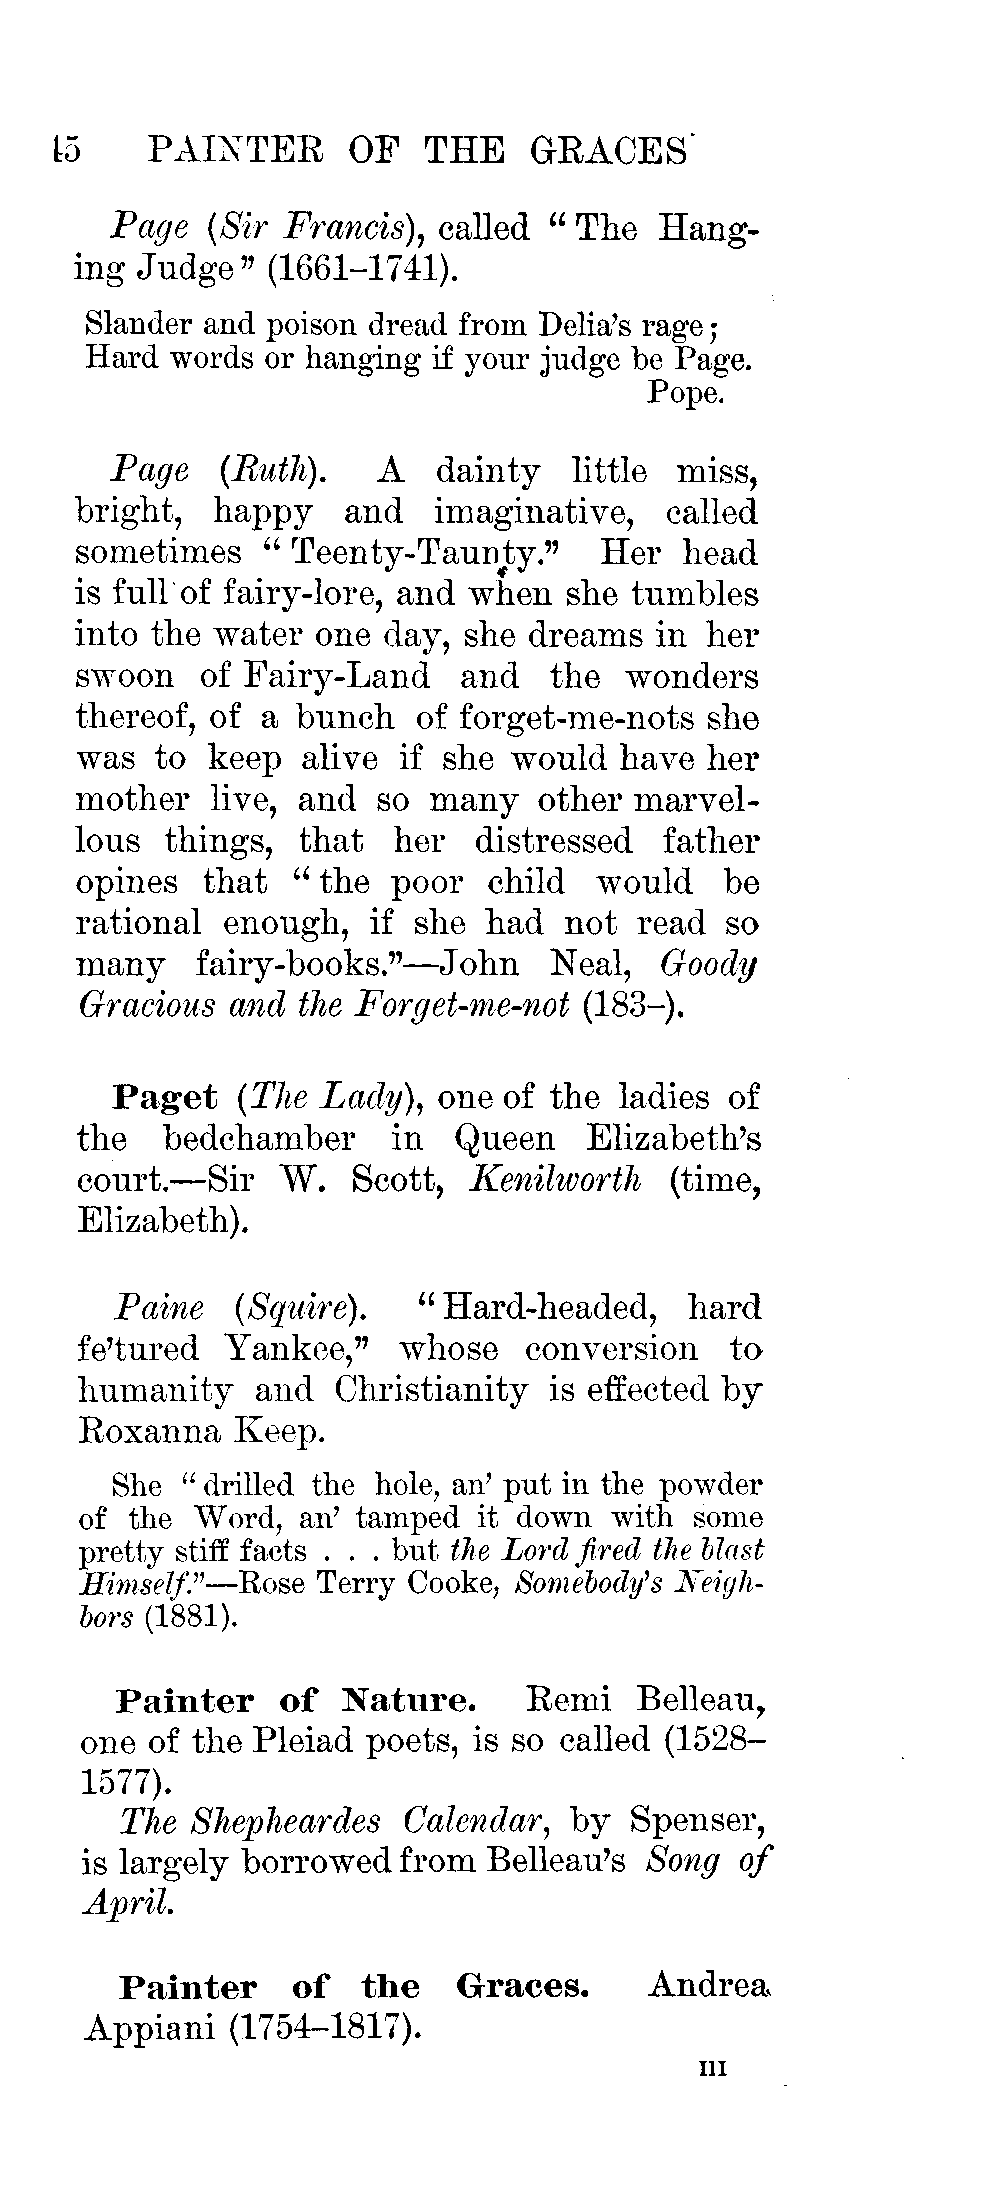 15 PAINTER OF THE GRACES
Page (Sir Francis), called “The Hang-
ing Judge” (1661–1741).
Slander and poison dread from Delia’s rage;
Hard words or hanging if your judge be Page.
Pope.
Page (Ruth). A dainty little miss,
bright, happy and imaginative, called
sometimes “Teenty-Taunty.” Her head
is full of fairy-lore, and when she tumbles
into the water one day, she dreams in her
swoon of Fairy-Land and the wonders
thereof, of a bunch of forget-me-nots she
was to keep alive if she would have her
mother live, and so many other marvel-
lous things, that her distressed father
opines that “the poor child would be
rational enough, if she had not read so
many fairy-books.”—John Neal, Goody
Gracious and the Forget-me-not (183–).
Paget (The Lady), one of the ladies of
the bedchamber in Queen Elizabeth’s
court.—Sir W. Scott, Kenilworth (time,
Elizabeth).
Paine (Squire). “Hard-headed, hard
fe’tured Yankee,” whose conversion to
humanity and Christianity is effected by
Roxanna Keep.
She “drilled the hole, an’ put in the powder
of the Word, an’ tamped it down with some
pretty stiff facts . . . but the Lord fired the blast
Himself.”—Rose Terry Cooke, Somebody’s Neigh-
bors (1881).
Painter of Nature. Remi Belleau,
one of the Pleiad poets, is so called (1528–
1577).
The Shepheardes Calendar, by Spenser,
is largely borrowed from Belleau’s Song of
April.
Painter of the Graces. Andrea
Appiani (1754–1817).
III